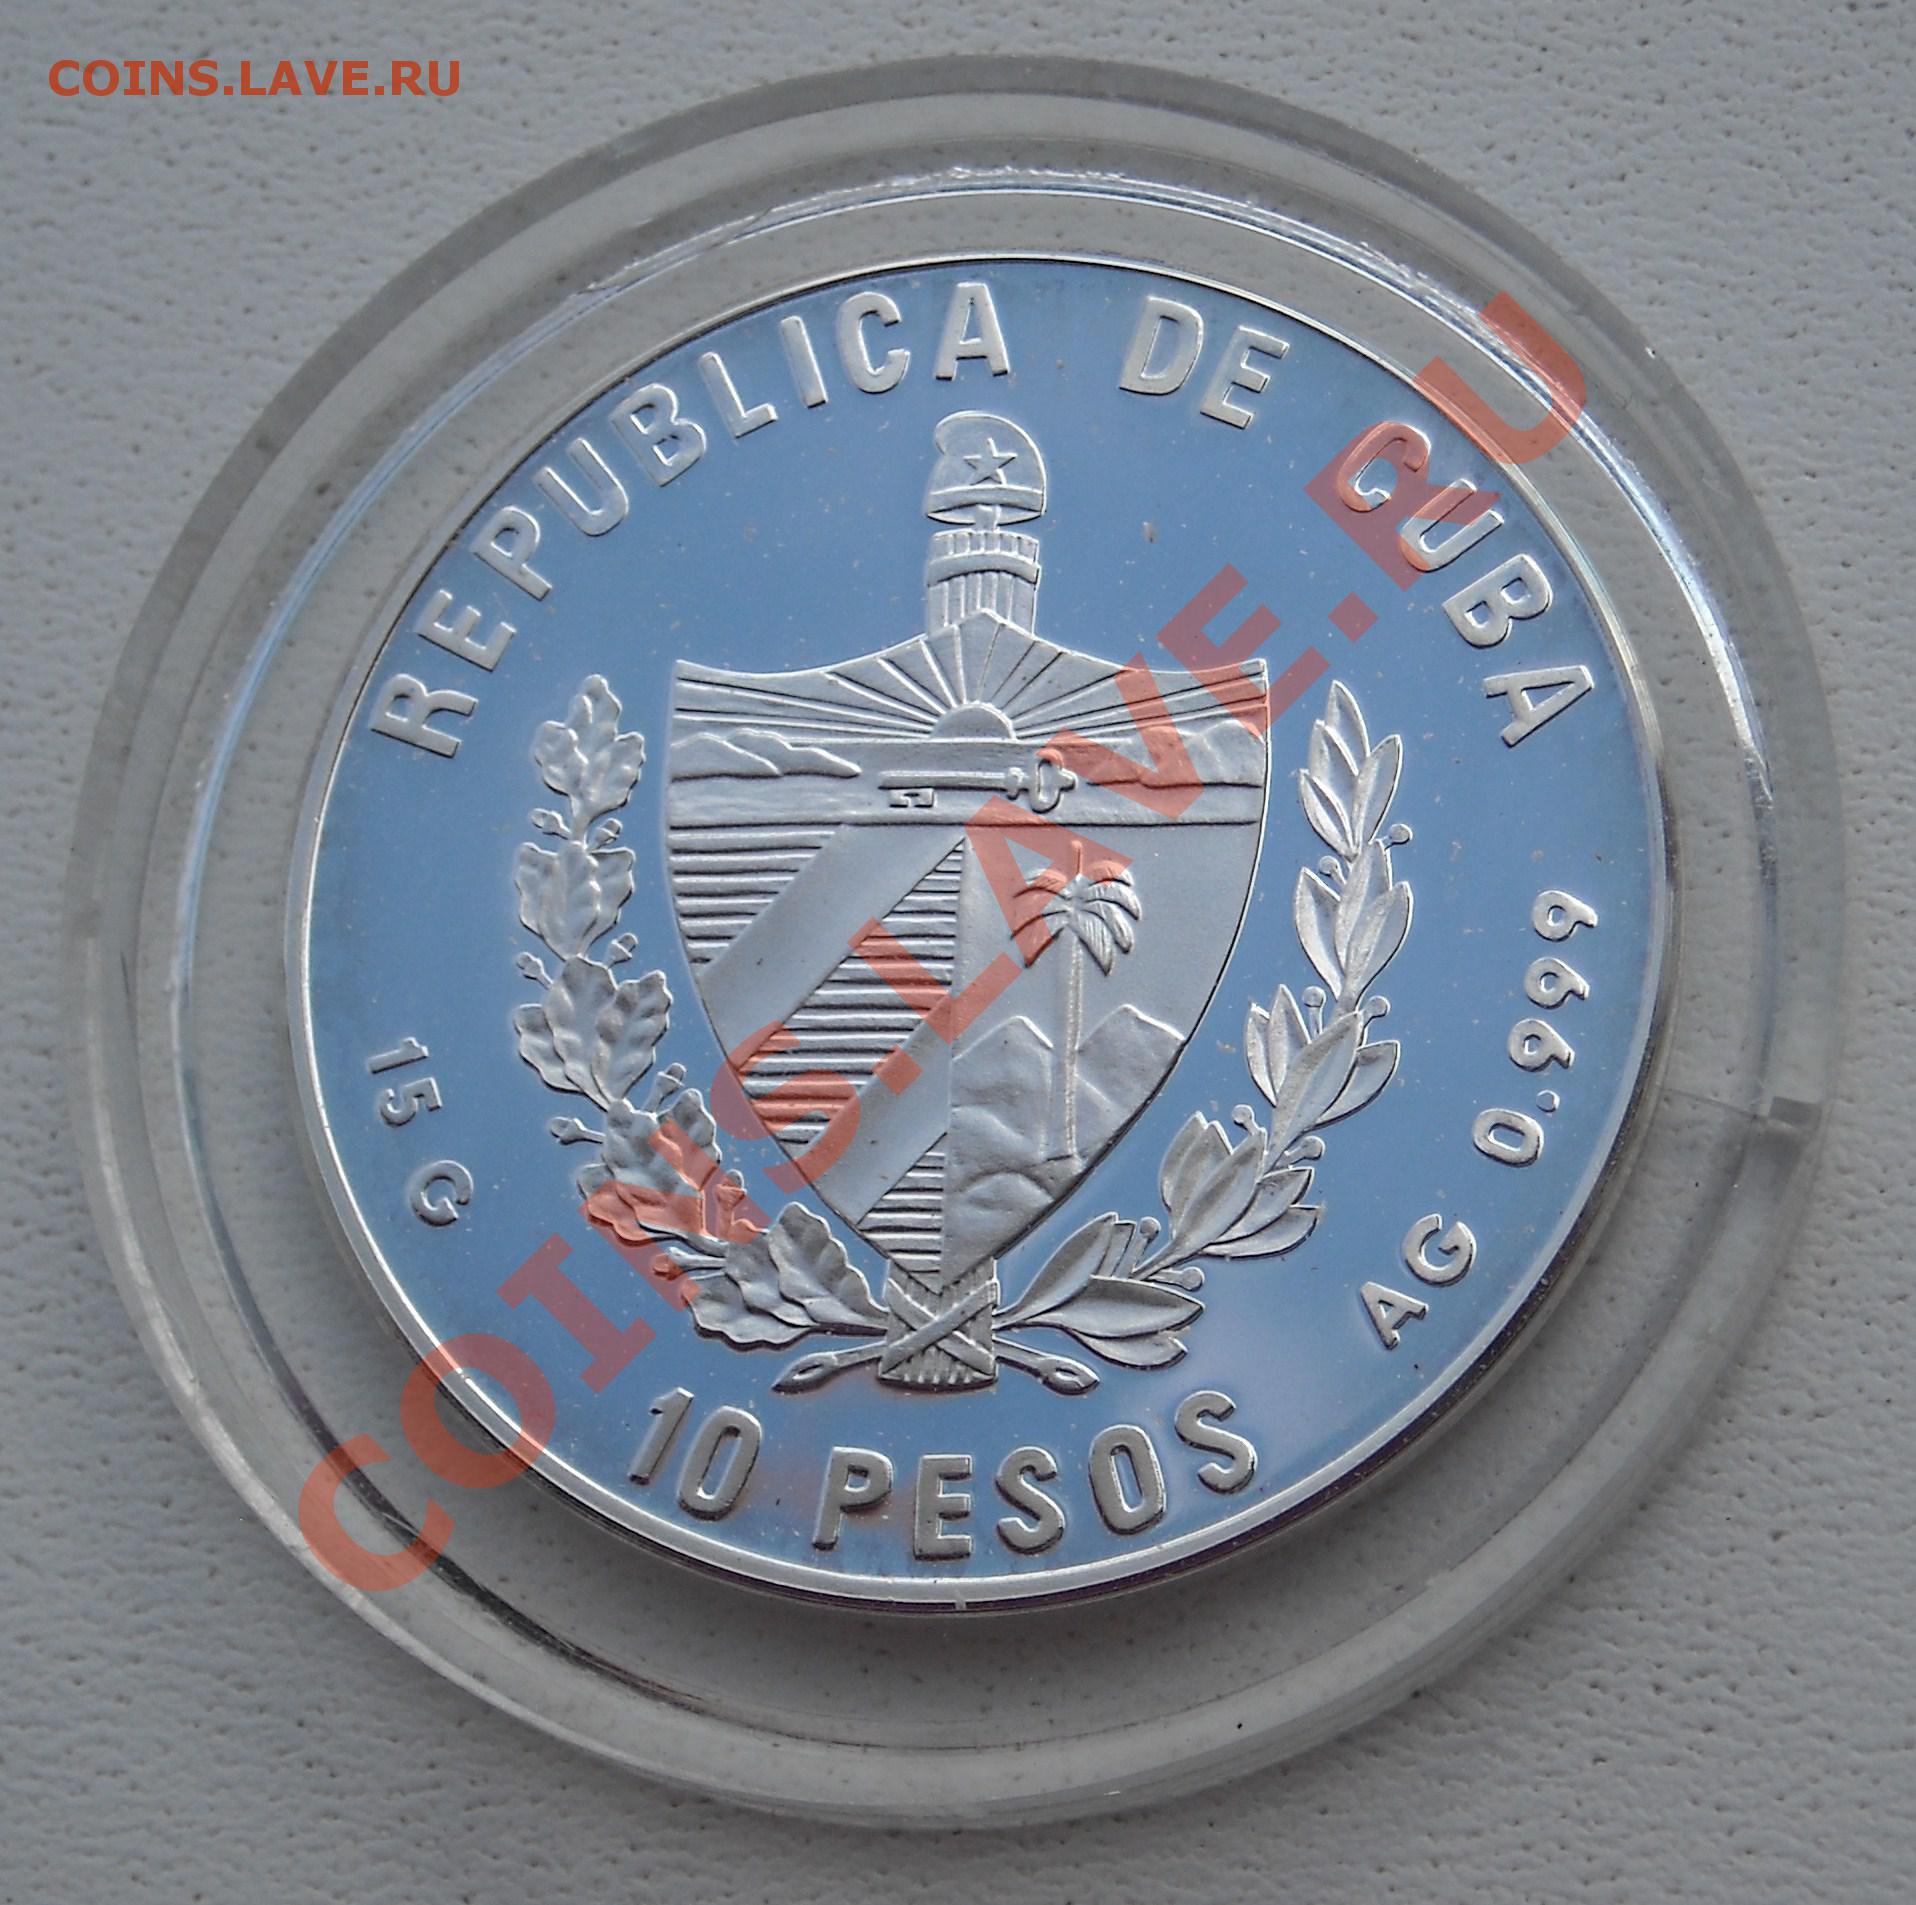 COINS.LAVE.RU
REPUBLICA DE CUBA
15 G
AG 0.999
10 PESOS
COINS.LAVE.RU